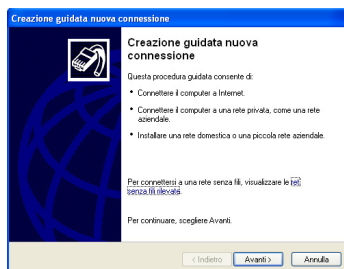 Creazione guidata nuova connessione
Creazione guidata nuova
connessione
Questa procedura guidata consente di:
• Connettere il computer a Internet.
• Connettere il computer a una rete privata, come una rete
aziendale.
• Installare una rete domestica o una piccola rete aziendale.
Per connettersi a una rete senza fili, visualizzare le reti
senza fili rilevate.
Per continuare, scegliere Avanti.
< Indietro Avanti > Annulla